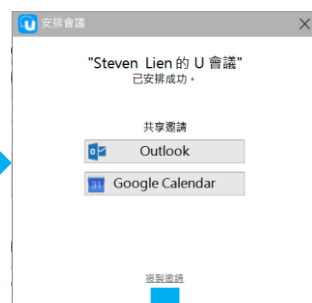 安排會議
"Steven Lien 的 U 會議"
已安排成功。
共享邀請
Outlook
31 Google Calendar
複製邀請